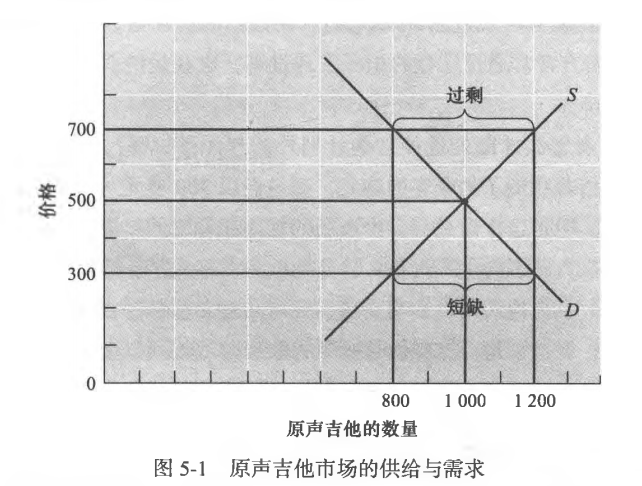 过剩
S
700
500
价格
300
短缺
D
0
800
1 000
1 200
原声吉他的数量
图 5-1 原声吉他市场的供给与需求